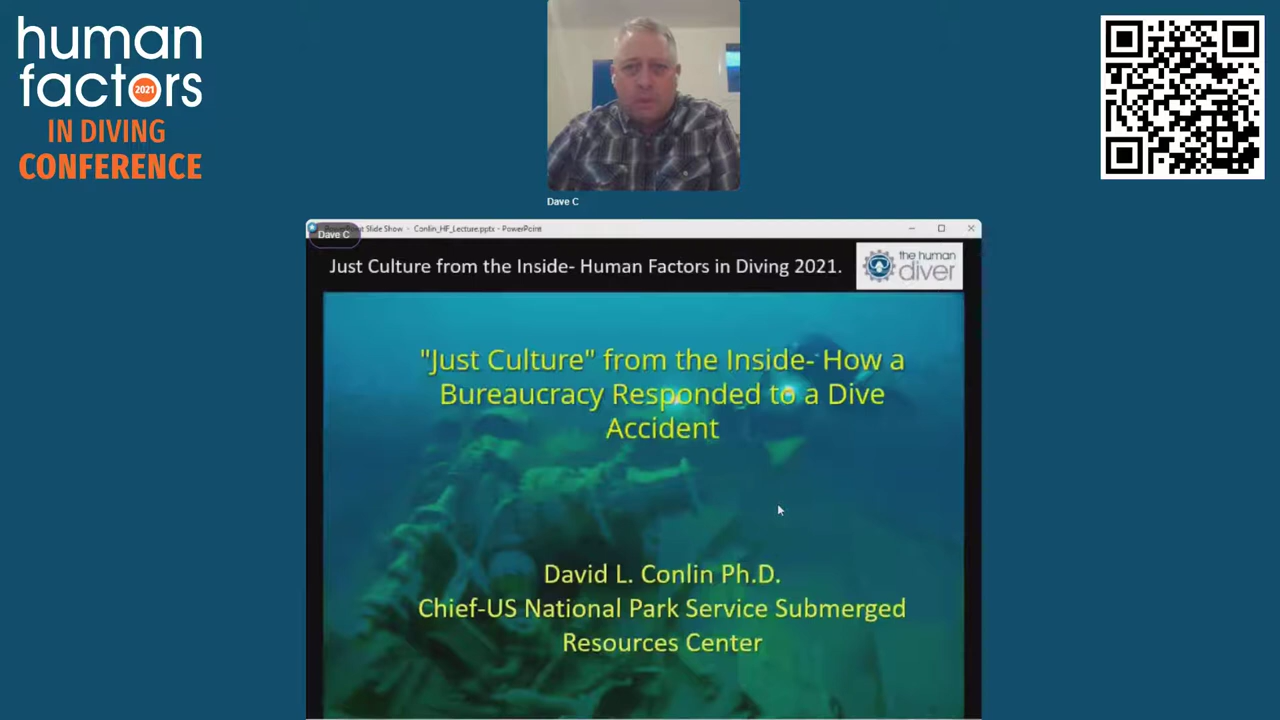 human
factors
2021
IN DIVING
CONFERENCE
Dave C
Slide Show - Conlin_HF_Lecture.pptx - PowerPoint
Dave C
Just Culture from the Inside- Human Factors in Diving 2021.
the human
diver
"Just Culture" from the Inside- How a
Bureaucracy Responded to a Dive
Accident
David L. Conlin Ph.D.
Chief-US National Park Service Submerged
Resources Center